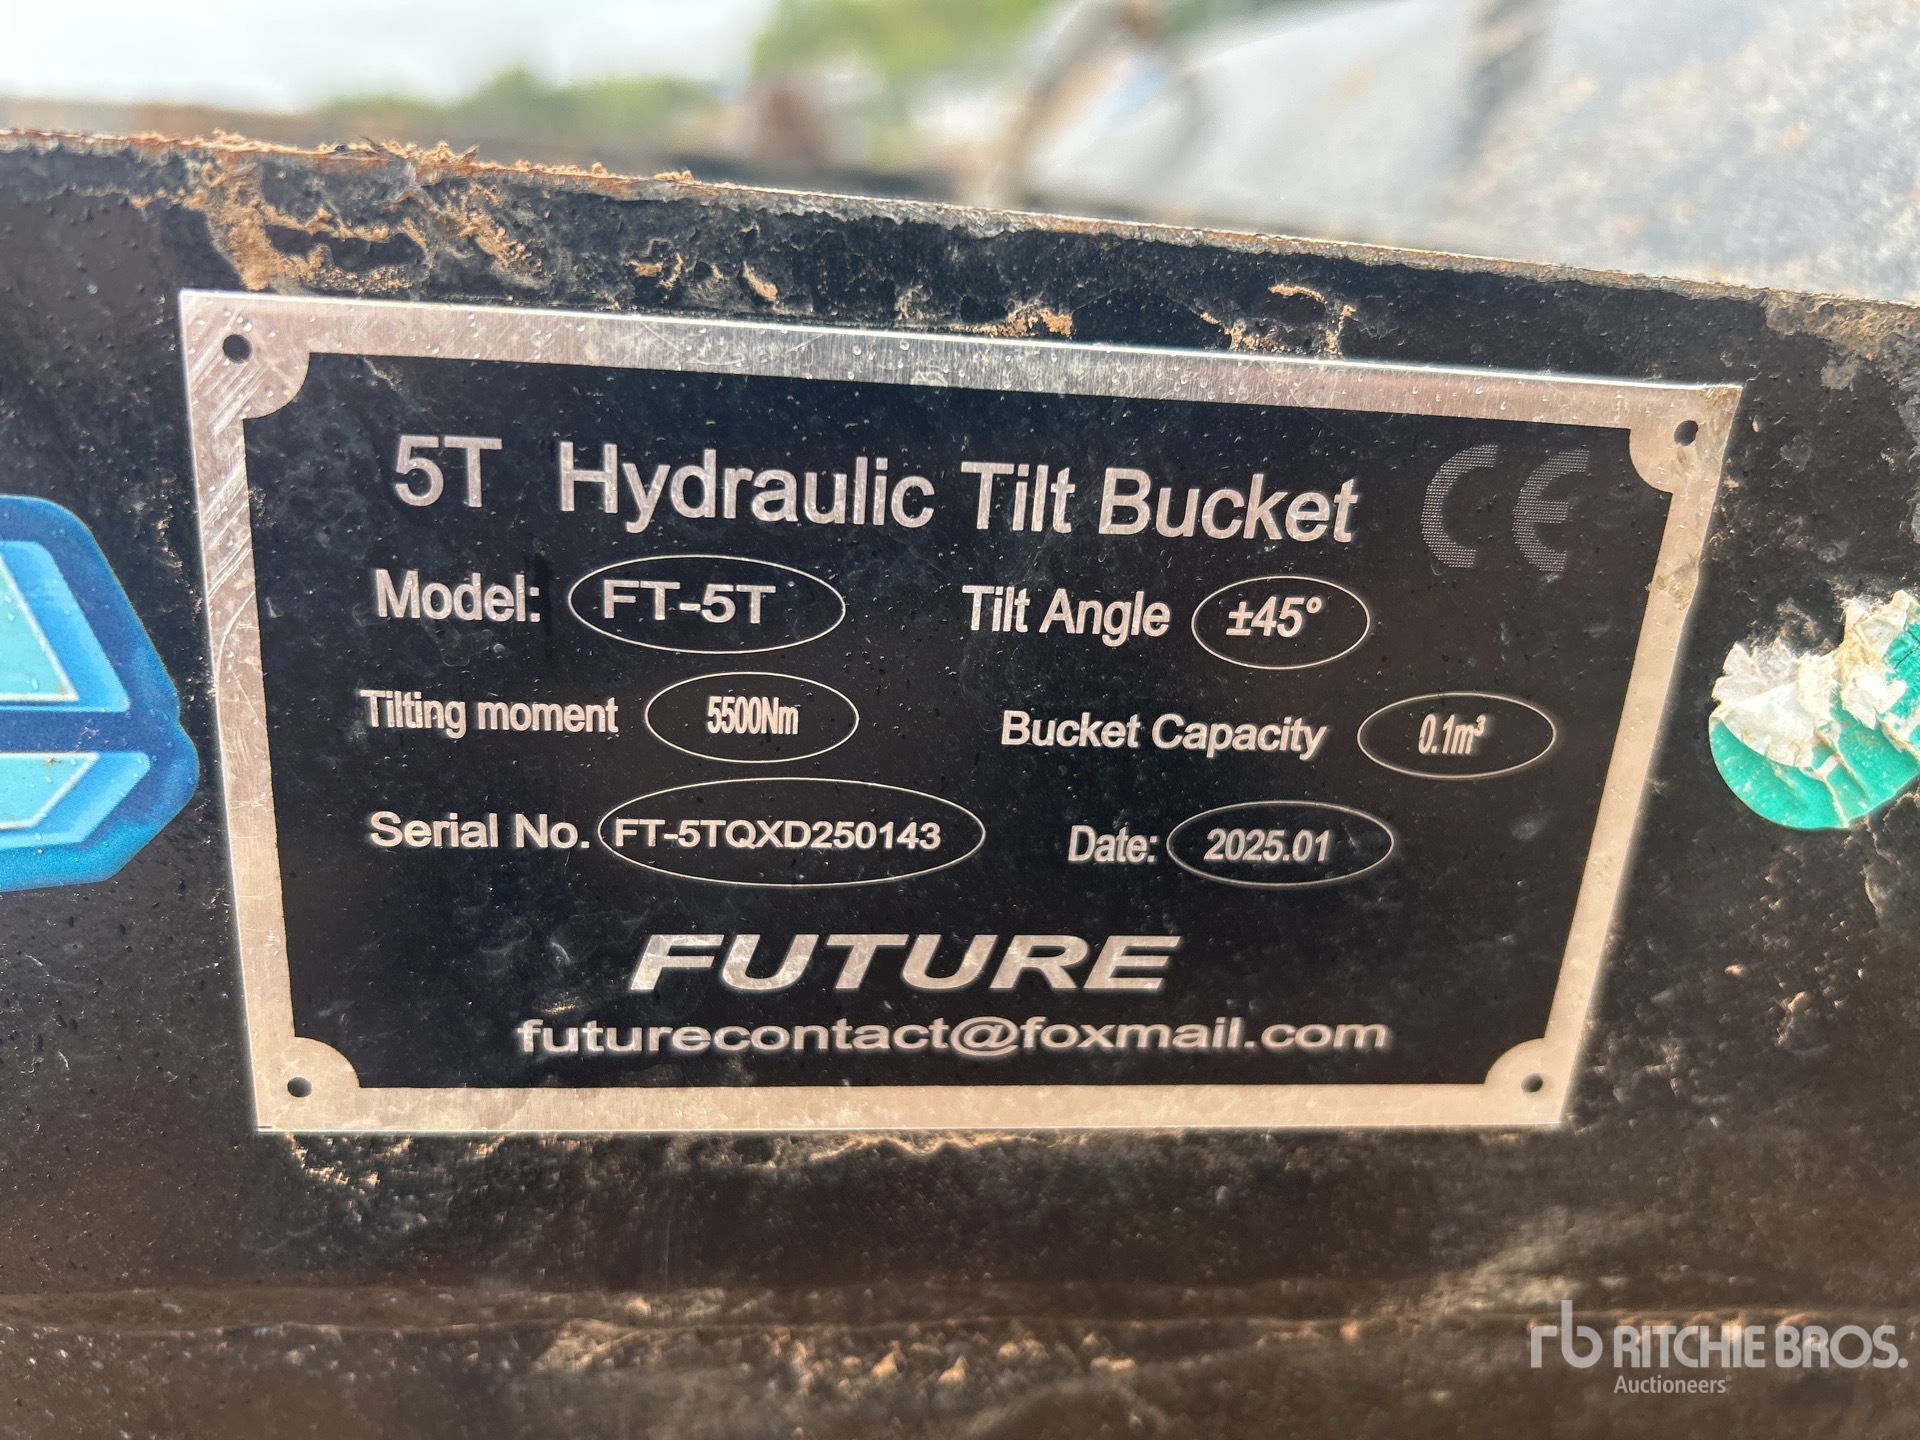 5T Hydraulic Tilt Bucket CE
Model: FT-5T Tilt Angle ±45°
Tilting moment 5500Nm Bucket Capacity 0.1m³
Serial No. FT-5TQXD250143 Date: 2025.01
FUTURE
futurecontact@foxmail.com
rb RITCHIE BROS.
Auctioneers